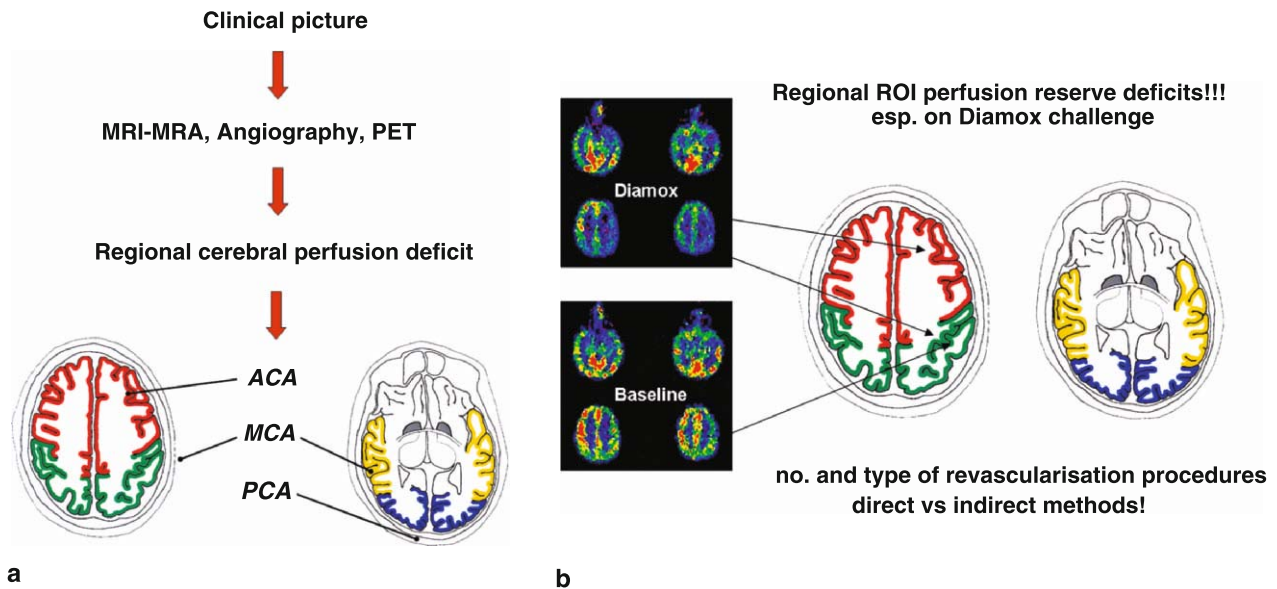 Clinical picture
MRI-MRA, Angiography, PET
Regional cerebral perfusion deficit
ACA
MCA
PCA
a
Regional ROI perfusion reserve deficits!!!
esp. on Diamox challenge
Diamox
Baseline
no. and type of revascularisation procedures
direct vs indirect methods!
b